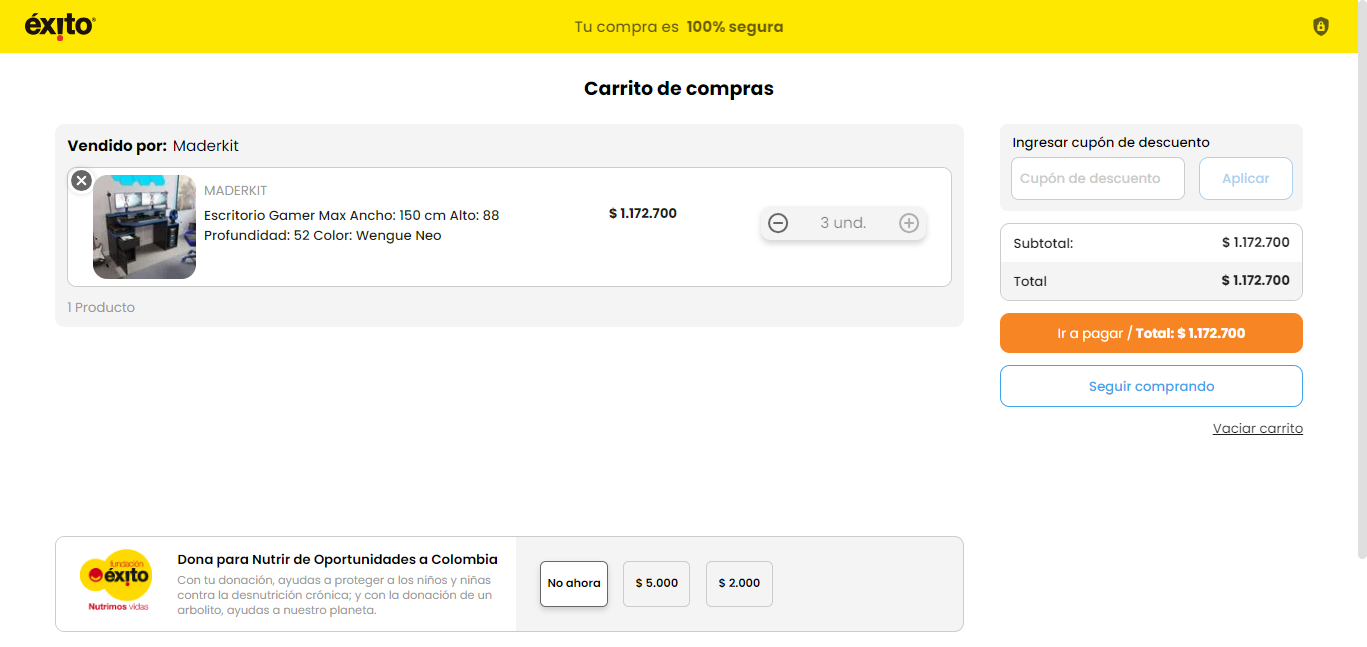 éxito
Tu compra es 100% segura
Carrito de compras
Vendido por: Maderkit
MADERKIT
Escritorio Gamer Max Ancho: 150 cm Alto: 88
Profundidad: 52 Color: Wengue Neo
$ 1.172.700
3 und.
1 Producto
Ingresar cupón de descuento
Cupón de descuento
Aplicar
Subtotal: $ 1.172.700
Total $ 1.172.700
Ir a pagar / Total: $ 1.172.700
Seguir comprando
Vaciar carrito
fundación
éxito
Nutrimos vidas
Dona para Nutrir de Oportunidades a Colombia
Con tu donación, ayudas a proteger a los niños y niñas
contra la desnutrición crónica; y con la donación de un
arbolito, ayudas a nuestro planeta.
No ahora
$ 5.000
$ 2.000